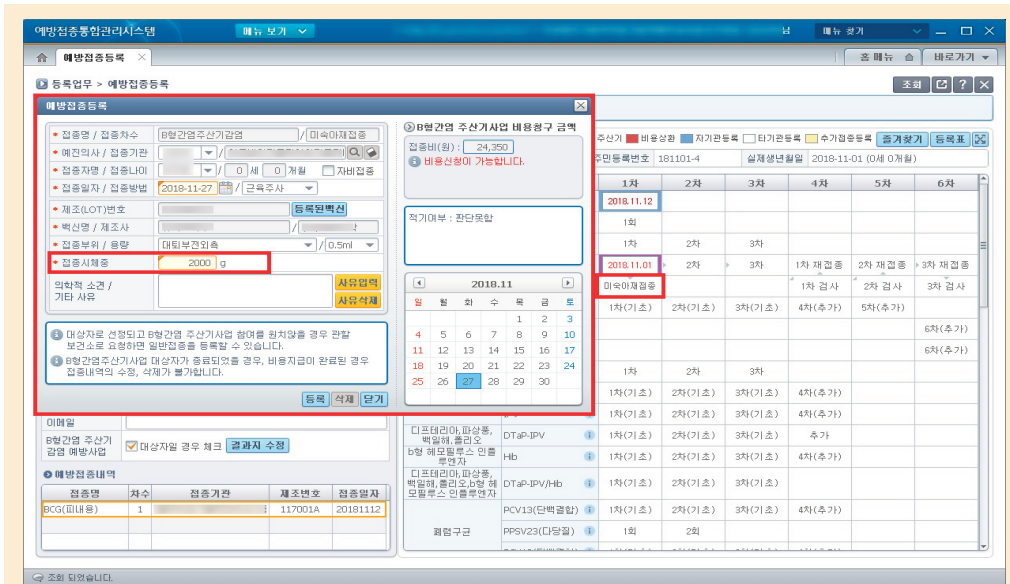 예방접종통합관리시스템 메뉴 보기 님 메뉴 찾기
예방접종등록 홈 메뉴 바로가기
등록업무 > 예방접종등록 조회
예방접종등록
* 접종명 / 접종차수 B형간염주산기감염 / 미숙아재접종
* 예진의사 / 접종기관 /
* 접종자명 / 접종나이 / 0 세 0 개월 자비접종
* 접종일자 / 접종방법 2018-11-27 / 근육주사
* 제조(LOT)번호 등록된백신
* 백신명 / 제조사 /
* 접종부위 / 용량 대퇴부전외측 / 0.5ml
* 접종시체중 2000 g
의학적 소견 / 기타 사유 사유입력
사유삭제
대상자로 선정되고 B형간염 주산기사업 참여를 원치않을 경우 관할
보건소로 요청하면 일반접종을 등록할 수 있습니다.
B형간염주산기사업 대상자가 종료되었을 경우, 비용지급이 완료된 경우
접종내역의 수정, 삭제가 불가합니다.
등록 삭제 닫기
B형간염 주산기사업 비용청구 금액
접종비(원) : 24,350
비용신청이 가능합니다.
적기여부 : 판단못함
2018.11
일 월 화 수 목 금 토
1 2 3
4 5 6 7 8 9 10
11 12 13 14 15 16 17
18 19 20 21 22 23 24
25 26 27 28 29 30
주산기 비용상환 자기관등록 타기관등록 추가접종등록 즐겨찾기 등록표
주민등록번호 181101-4 실제생년월일 2018-11-01 (0세 0개월)
1차 2차 3차 4차 5차 6차
2018.11.12
1회
1차 2차 3차
2018.11.01 2차 3차 1차 재접종 2차 재접종 3차 재접종
미숙아재접종 1차 검사 2차 검사 3차 검사
1차(기초) 2차(기초) 3차(기초) 4차(추가) 5차(추가)
6차(추가)
6차(추가)
1차 2차 3차
1차(기초) 2차(기초) 3차(기초) 4차(추가)
1차(기초) 2차(기초) 3차(기초) 4차(추가)
디프테리아,파상풍,백일해,폴리오 DTaP-IPV 1차(기초) 2차(기초) 3차(기초) 추가
b형 헤모필루스 인플루엔자 Hib 1차(기초) 2차(기초) 3차(기초) 4차(추가)
디프테리아,파상풍,백일해,폴리오,b형 헤모필루스 인플루엔자 DTaP-IPV/Hib 1차(기초) 2차(기초) 3차(기초)
PCV13(단백결합) 1차(기초) 2차(기초) 3차(기초) 4차(추가)
폐렴구균 PPSV23(다당질) 1회 2회
이메일
B형간염 주산기
감염 예방사업 대상자일 경우 체크 결과지 수정
예방접종내역
접종명 차수 접종기관 제조번호 접종일자
BCG(피내용) 1 117001A 20181112
조회 되었습니다.